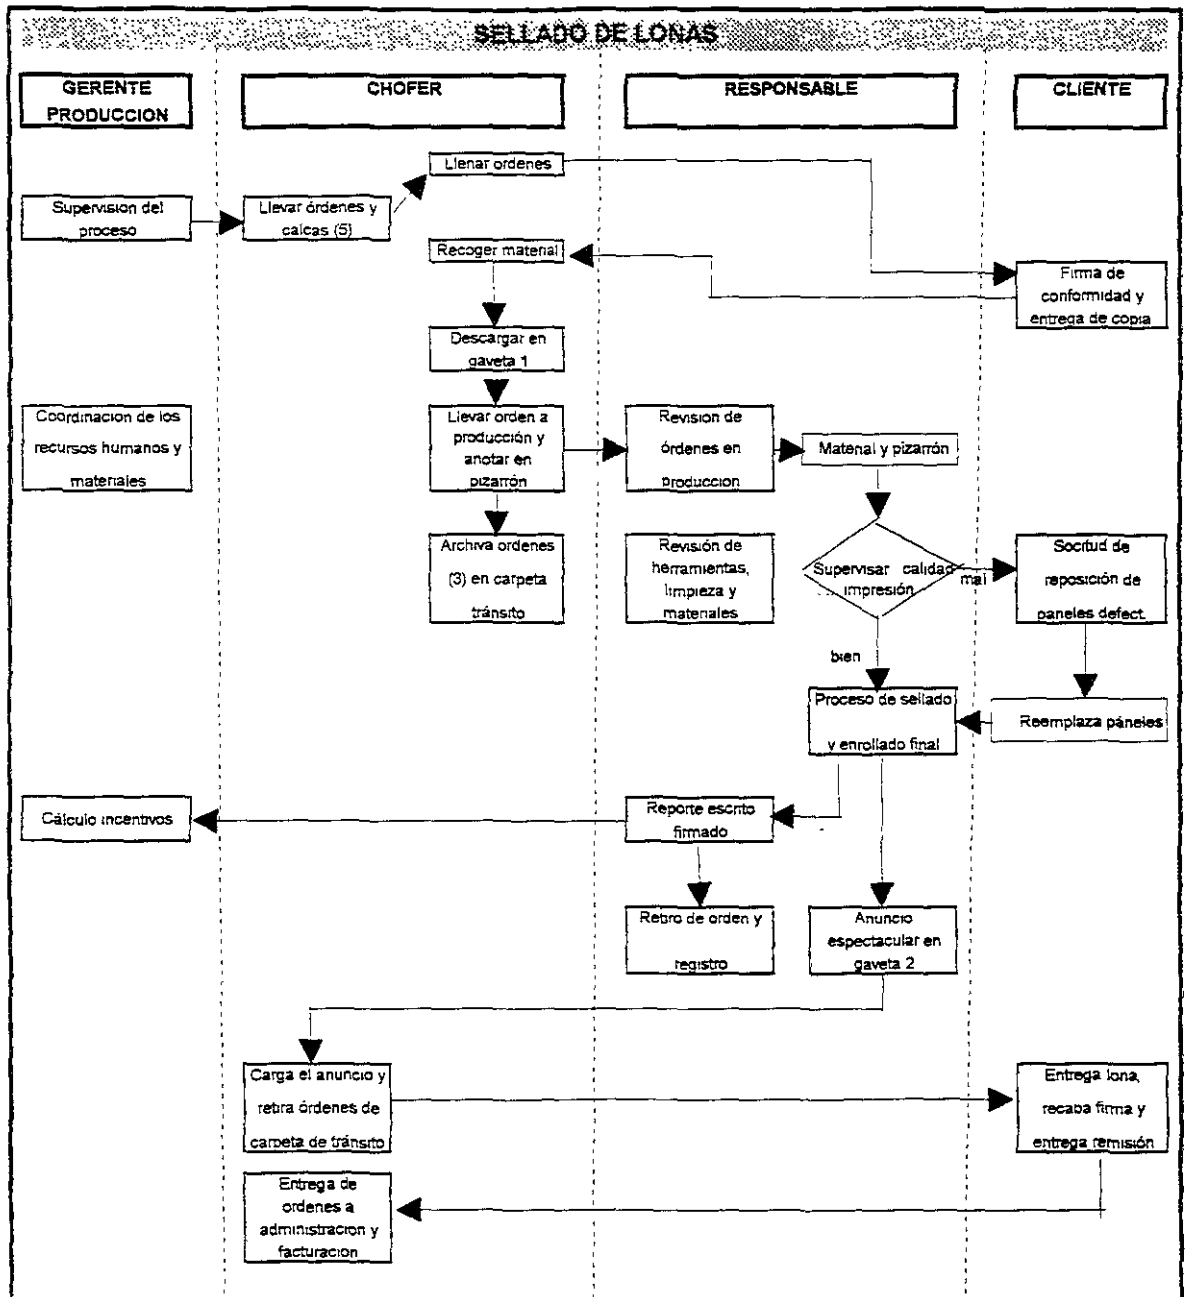 SELLADO DE LONAS
GERENTE
PRODUCCION
CHOFER
RESPONSABLE
CLIENTE
Llenar ordenes
Supervision del
proceso
Llevar órdenes y
calcas (5)
Recoger material
Firma de
conformidad y
entrega de copia
Descargar en
gaveta 1
Coordinacion de los
recursos humanos y
materiales
Llevar orden a
producción y
anotar en
pizarrón
Revision de
órdenes en
produccion
Material y pizarrón
Archiva ordenes
(3) en carpeta
tránsito
Revisión de
herramientas,
limpieza y
materiales
Supervisar calidad
impresión
mal
Socitud de
reposición de
paneles defect.
bien
Proceso de sellado
y enrollado final
Reemplaza páneles
Cálculo incentivos
Reporte escrito
firmado
Retiro de orden y
registro
Anuncio
espectacular en
gaveta 2
Carga el anuncio y
retira órdenes de
carpeta de tránsito
Entrega lona,
recaba firma y
entrega remisión
Entrega de
ordenes a
administracion y
facturacion